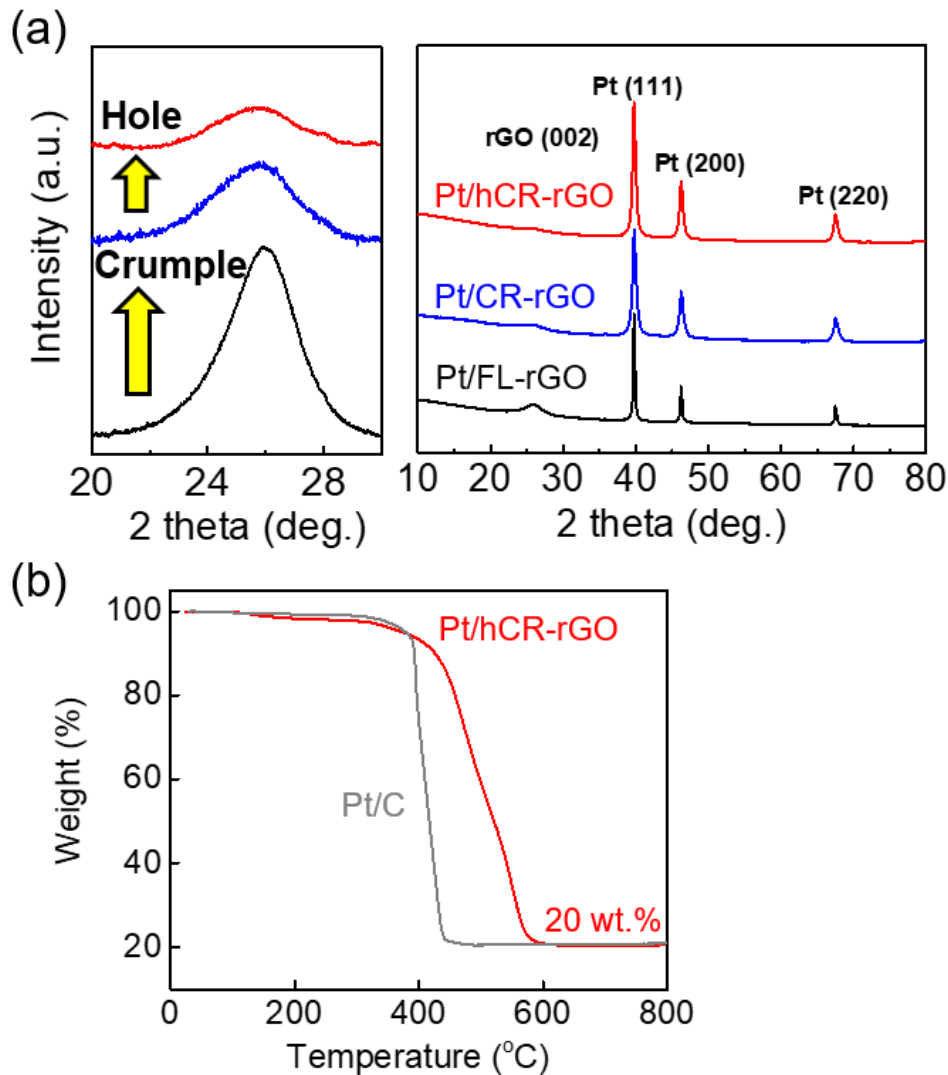 (a)
Intensity (a.u.)
Hole
Crumple
20 24 28
2 theta (deg.)
Pt (111)
rGO (002)
Pt (200)
Pt (220)
Pt/hCR-rGO
Pt/CR-rGO
Pt/FL-rGO
10 20 30 40 50 60 70 80
2 theta (deg.)
(b)
Weight (%)
100
80
60
40
20
Pt/hCR-rGO
Pt/C
20 wt.%
0 200 400 600 800
Temperature (°C)